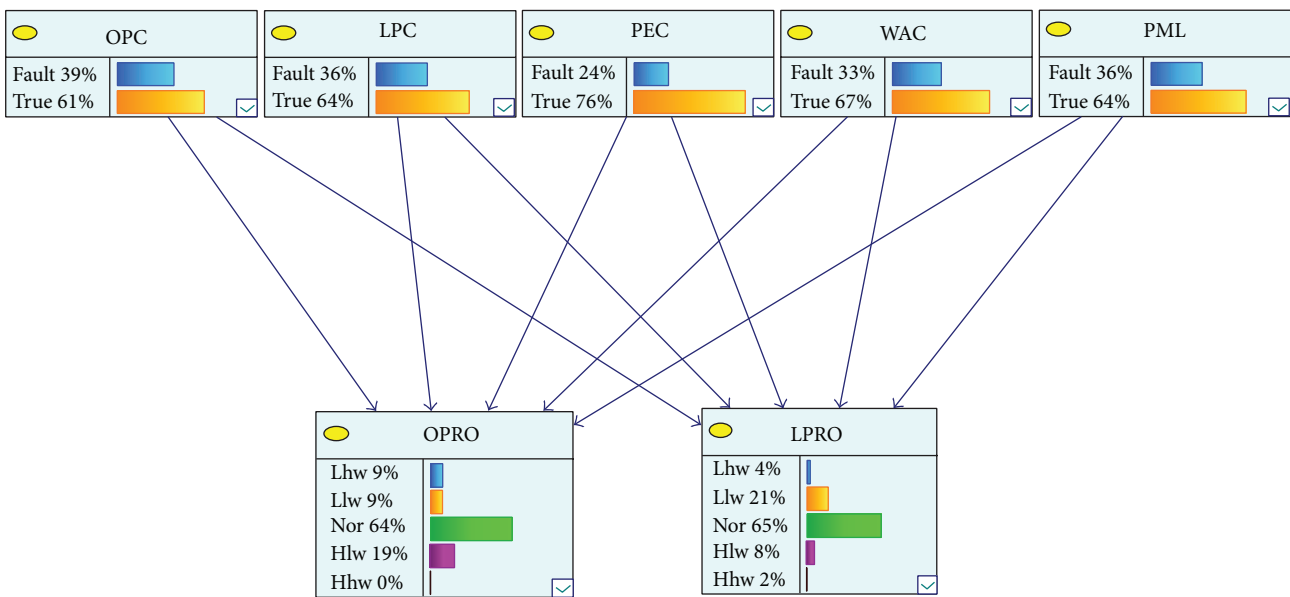 OPC
Fault 39%
True 61%
LPC
Fault 36%
True 64%
PEC
Fault 24%
True 76%
WAC
Fault 33%
True 67%
PML
Fault 36%
True 64%
OPRO
Lhw 9%
Llw 9%
Nor 64%
Hlw 19%
Hhw 0%
LPRO
Lhw 4%
Llw 21%
Nor 65%
Hlw 8%
Hhw 2%